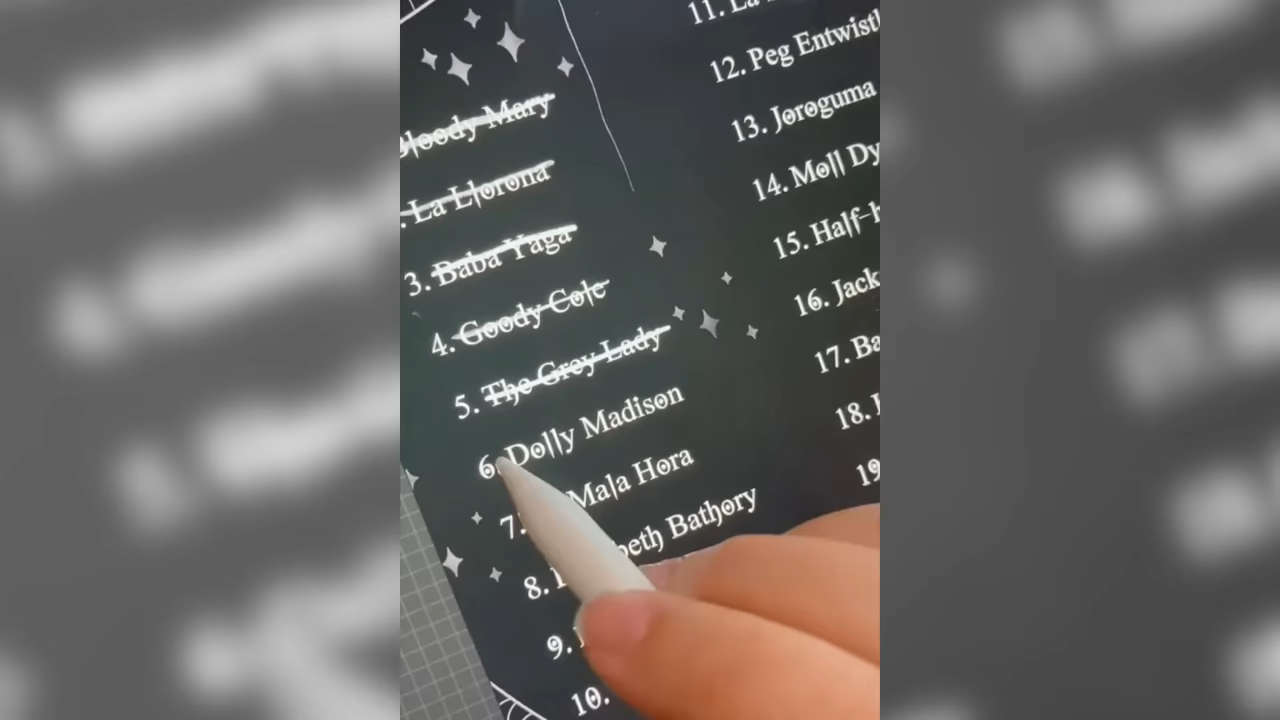 Bloody Mary
. La Llorona
3. Baba Yaga
4. Goody Cole
5. The Grey Lady
6. Dolly Madison
7. Mala Hora
8. Bathory
9.
10.
11. La
12. Peg Entwistl
13. Joroguma
14. Moll Dy
15. Half-h
16. Jack
17. Ba
18.
19